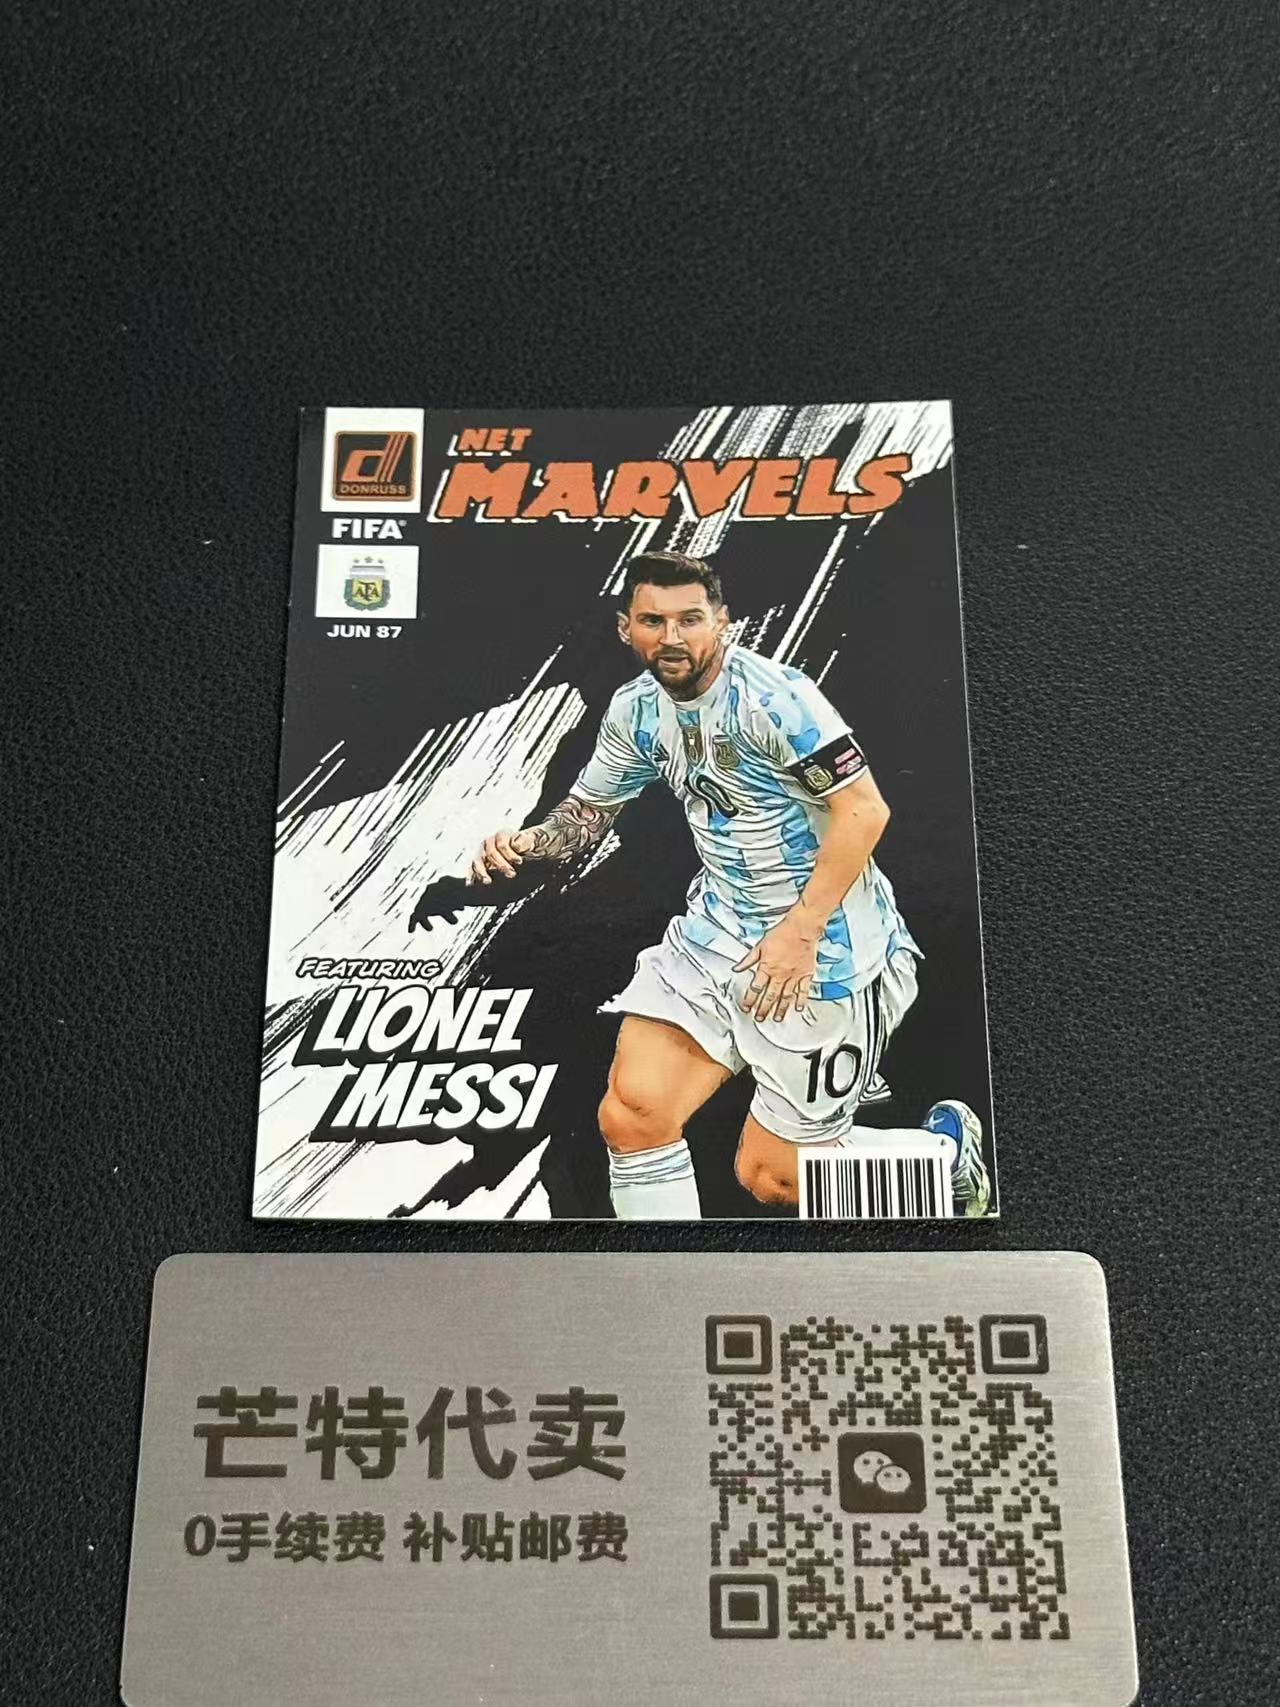 NET
MARVELS
DONRUSS
FIFA
AFA
JUN 87
10
FEATURING
LIONEL
MESSI
10
芒特代卖
0手续费 补贴邮费